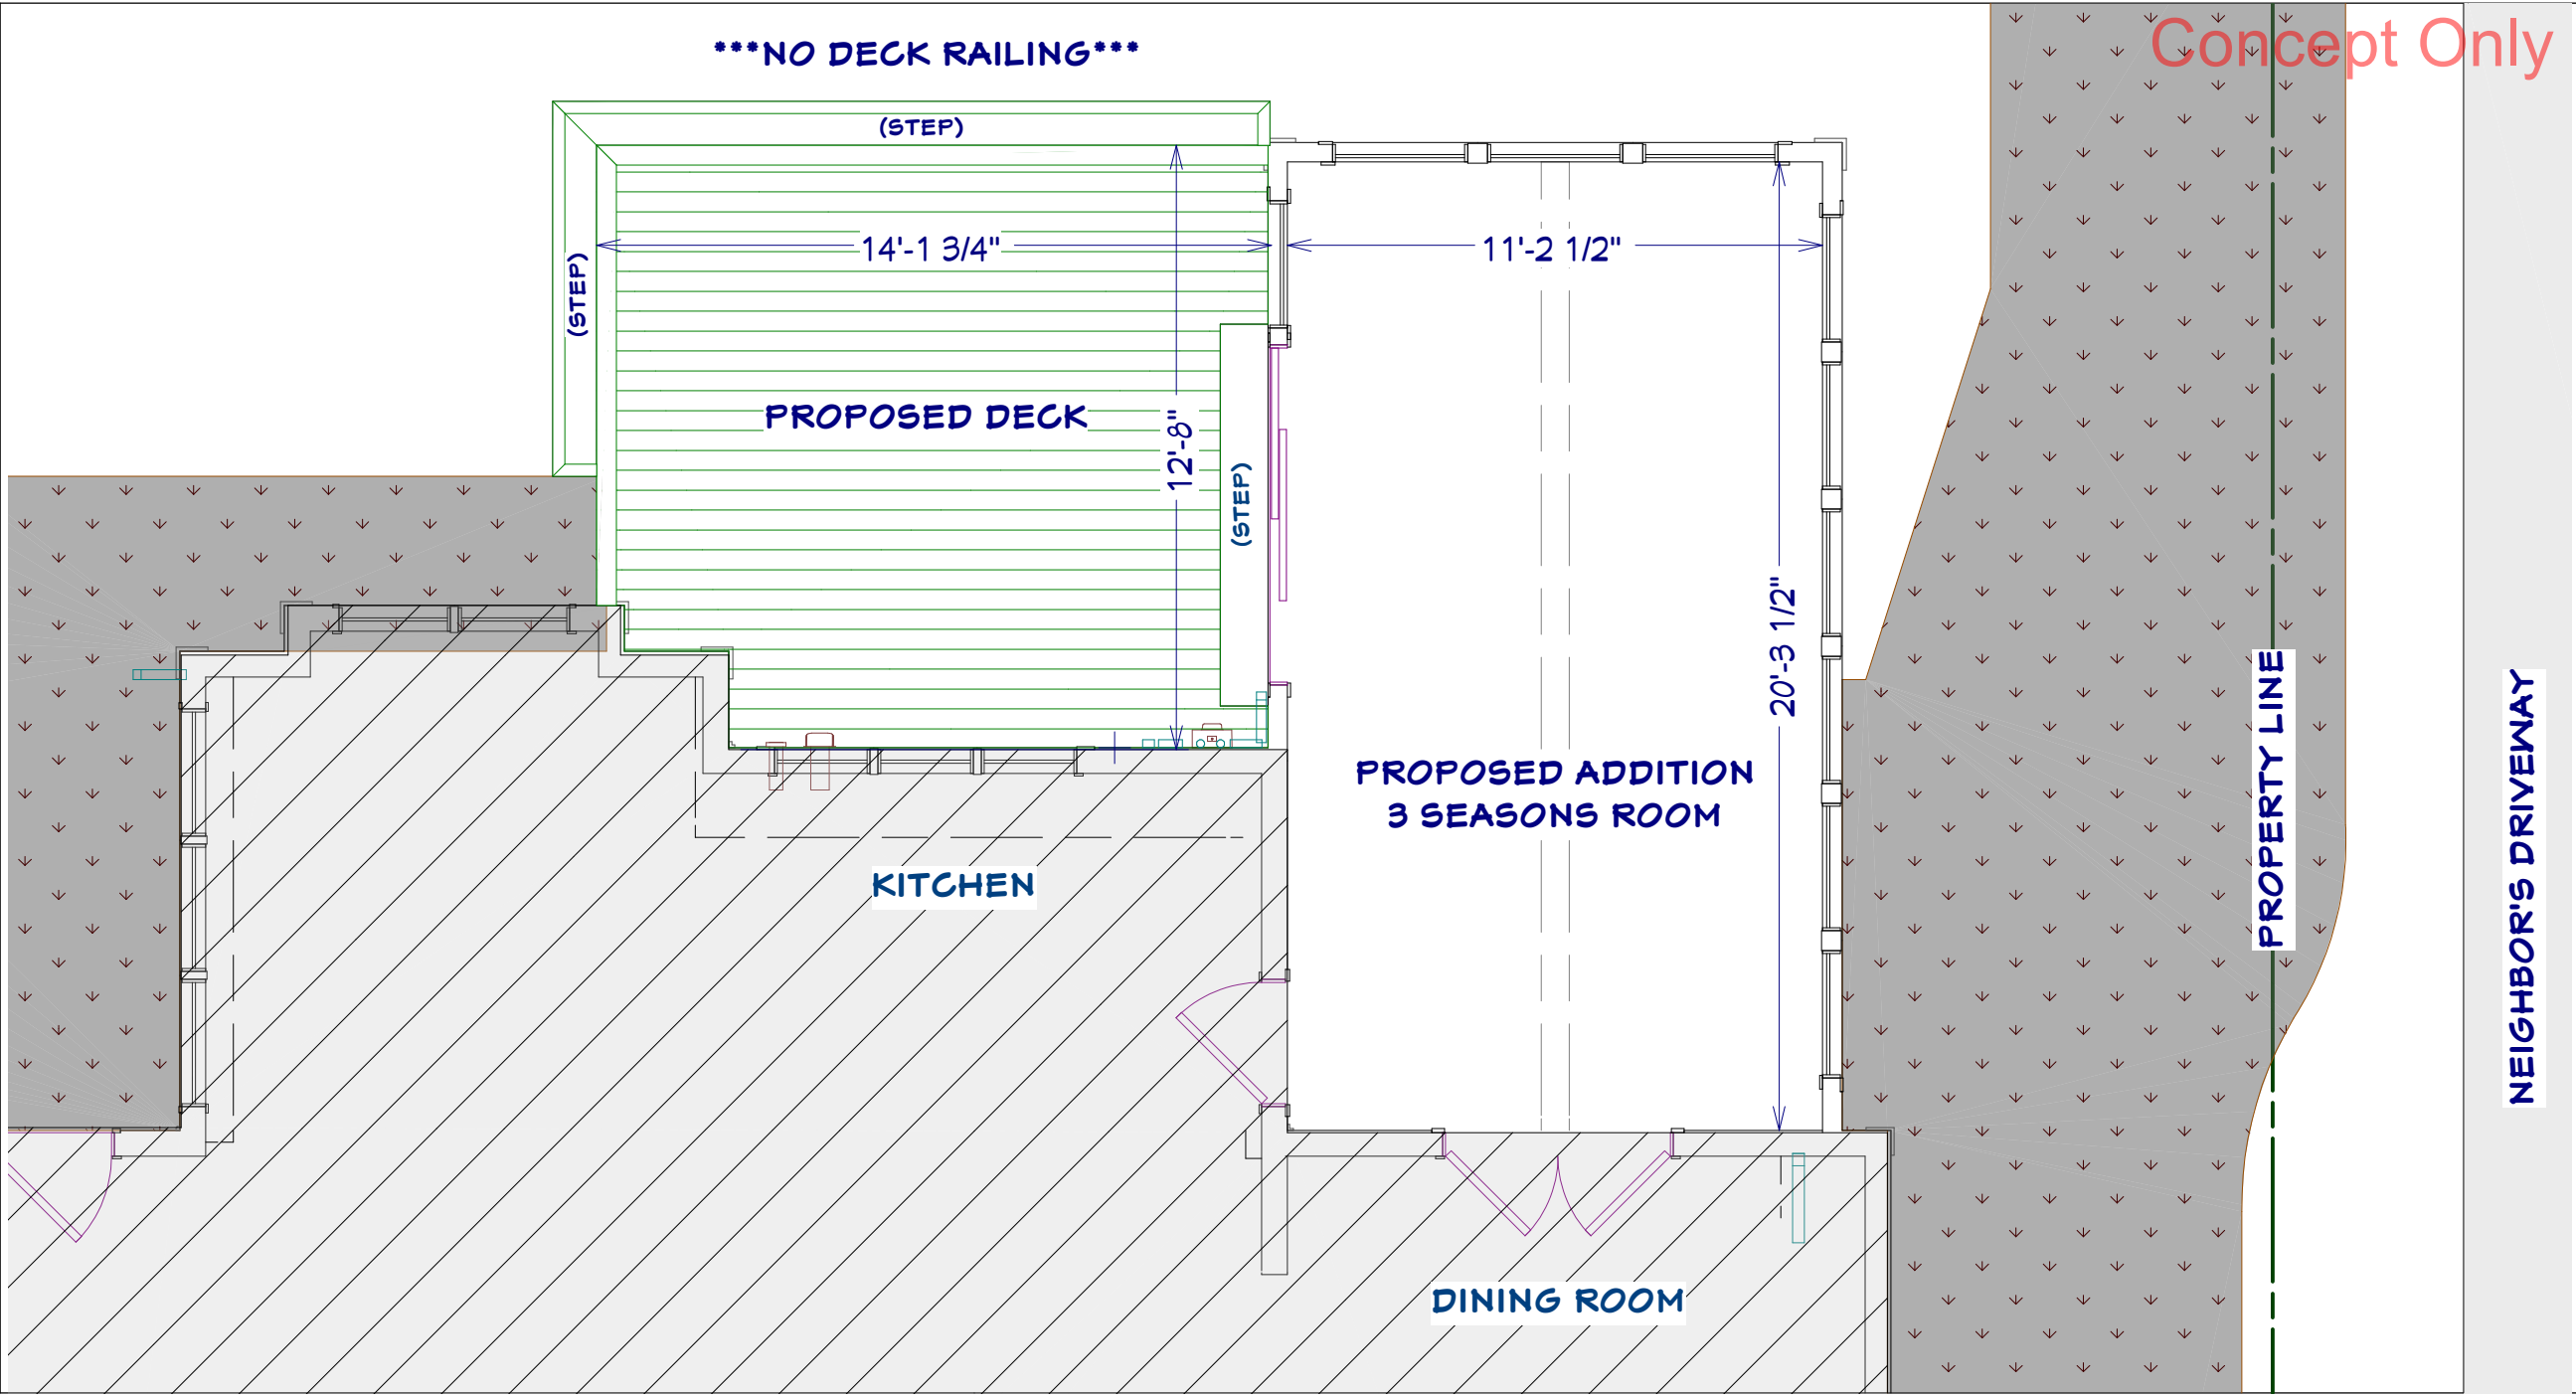 Concept Only
***NO DECK RAILING***
(STEP)
(STEP)
14'-1 3/4"
11'-2 1/2"
PROPOSED DECK
12'-8"
(STEP)
20'-3 1/2"
PROPOSED ADDITION
3 SEASONS ROOM
KITCHEN
DINING ROOM
PROPERTY LINE
NEIGHBOR'S DRIVEWAY